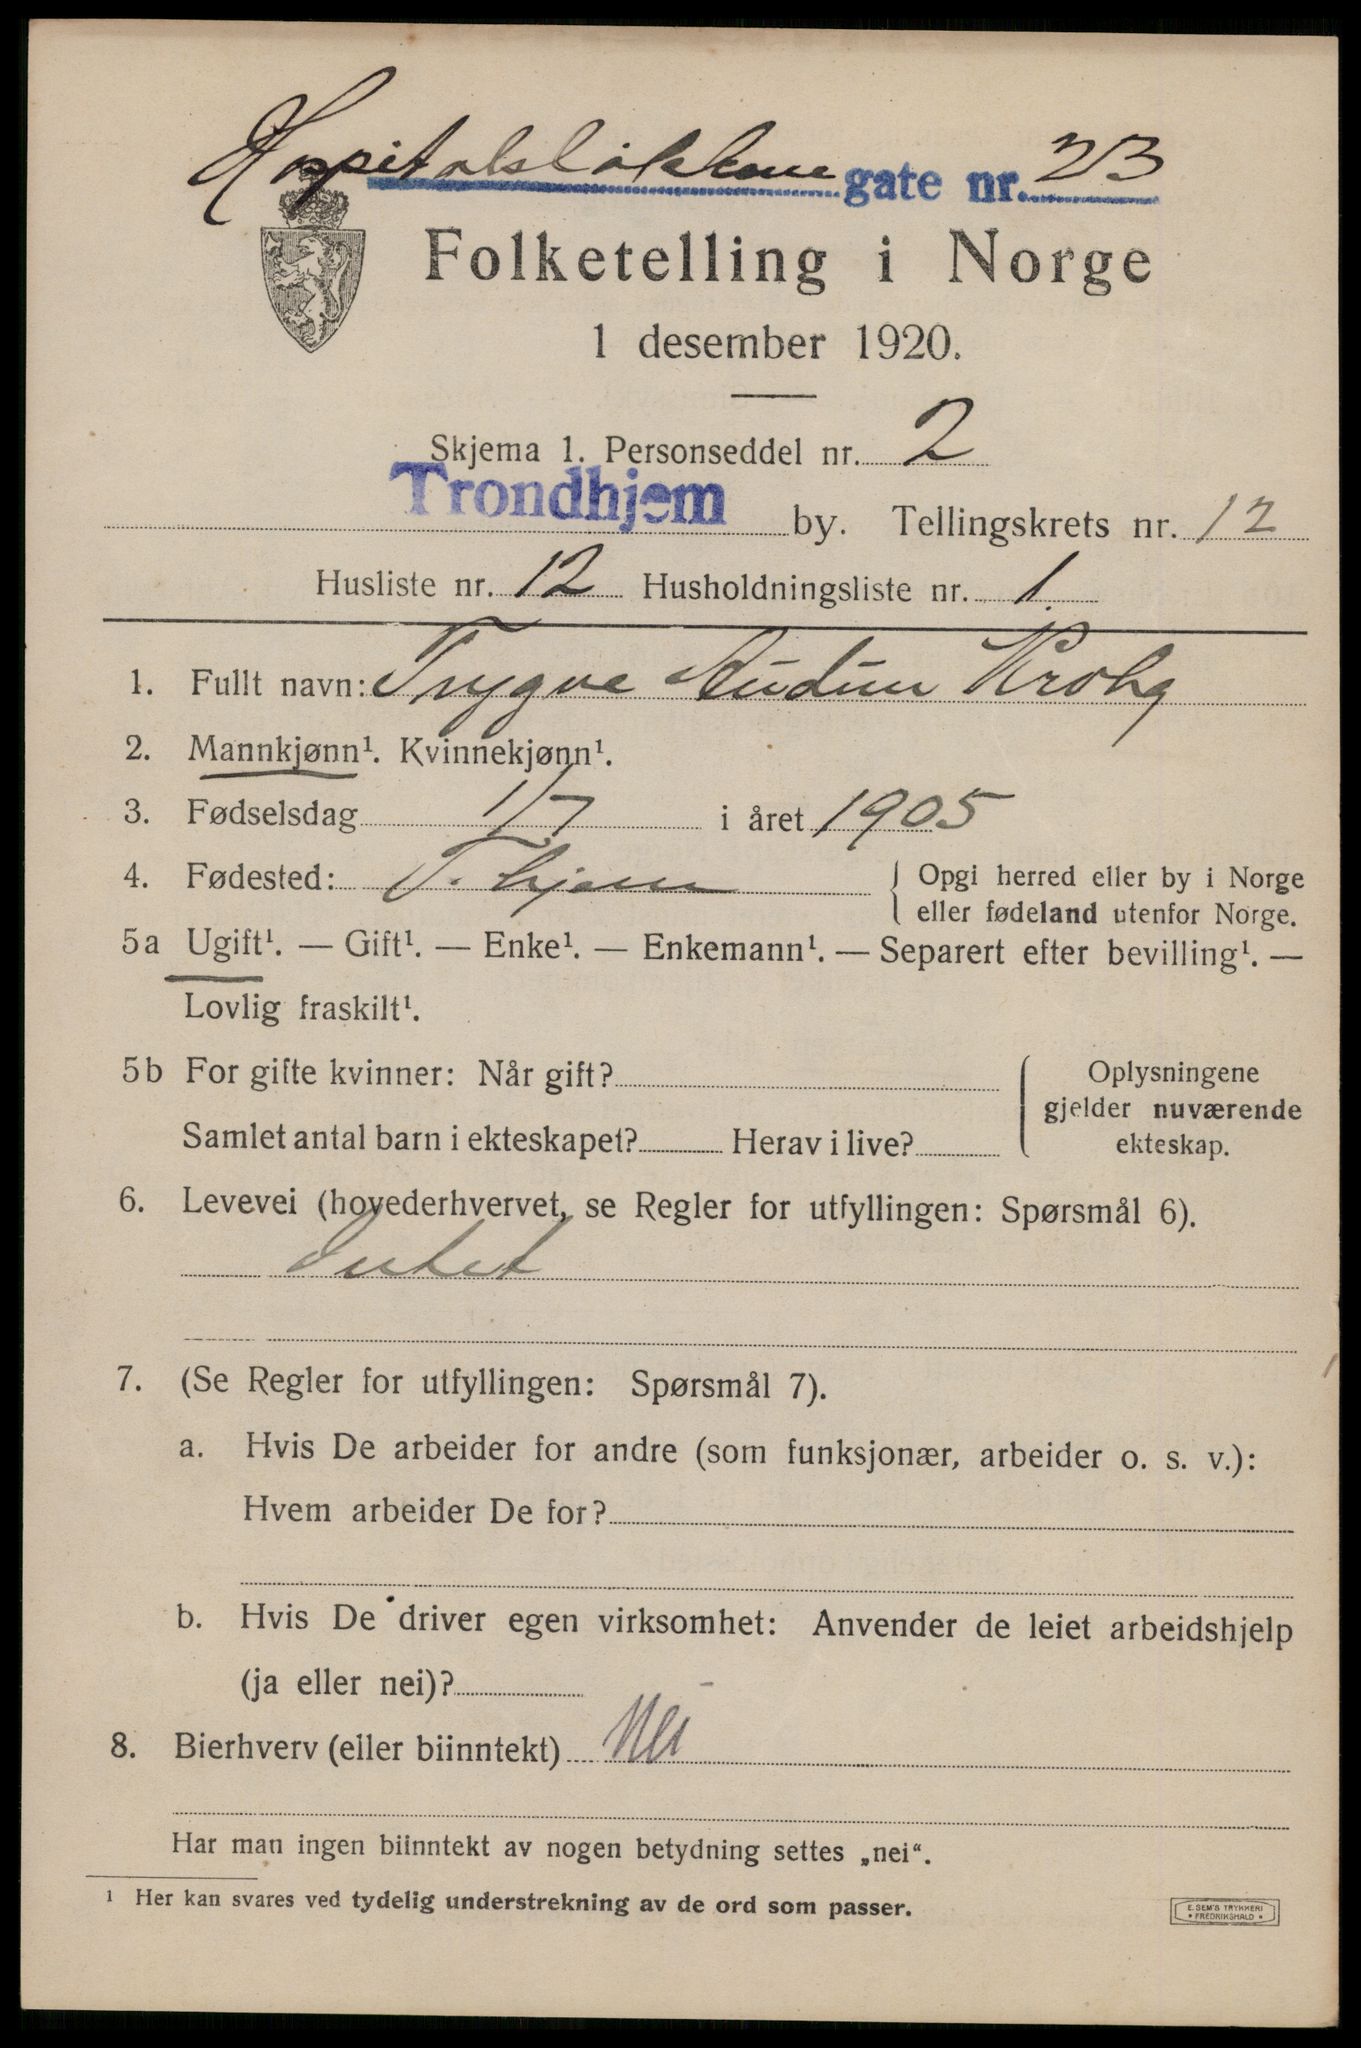 Hospitalsløkkene gate nr. 23
Folketelling i Norge
1 desember 1920.
Skjema 1. Personseddel nr. 2
Trondhjem by. Tellingskrets nr. 12
Husliste nr. 12 Husholdningsliste nr. 1.
1. Fullt navn: Trygve Audun Krohg
2. Mannkjønn¹. Kvinnekjønn¹.
3. Fødselsdag 1/7 i året 1905
4. Fødested: T.hjem { Opgi herred eller by i Norge
eller fødeland utenfor Norge.
5a Ugift¹. — Gift¹. — Enke¹. — Enkemann¹. — Separert efter bevilling¹. —
Lovlig fraskilt¹.
5b For gifte kvinner: Når gift? { Oplysningene
gjelder nuværende
Samlet antal barn i ekteskapet? Herav i live? ekteskap.
6. Levevei (hovederhvervet, se Regler for utfyllingen: Spørsmål 6).
Intet
7. (Se Regler for utfyllingen: Spørsmål 7).
a. Hvis De arbeider for andre (som funksjonær, arbeider o. s. v.):
Hvem arbeider De for?
b. Hvis De driver egen virksomhet: Anvender de leiet arbeidshjelp
(ja eller nei)?
8. Bierhverv (eller biinntekt) Nei
Har man ingen biinntekt av nogen betydning settes „nei“.
¹ Her kan svares ved tydelig understrekning av de ord som passer.
E. SEM'S TRYKKERI
• FREDRIKSHALD •